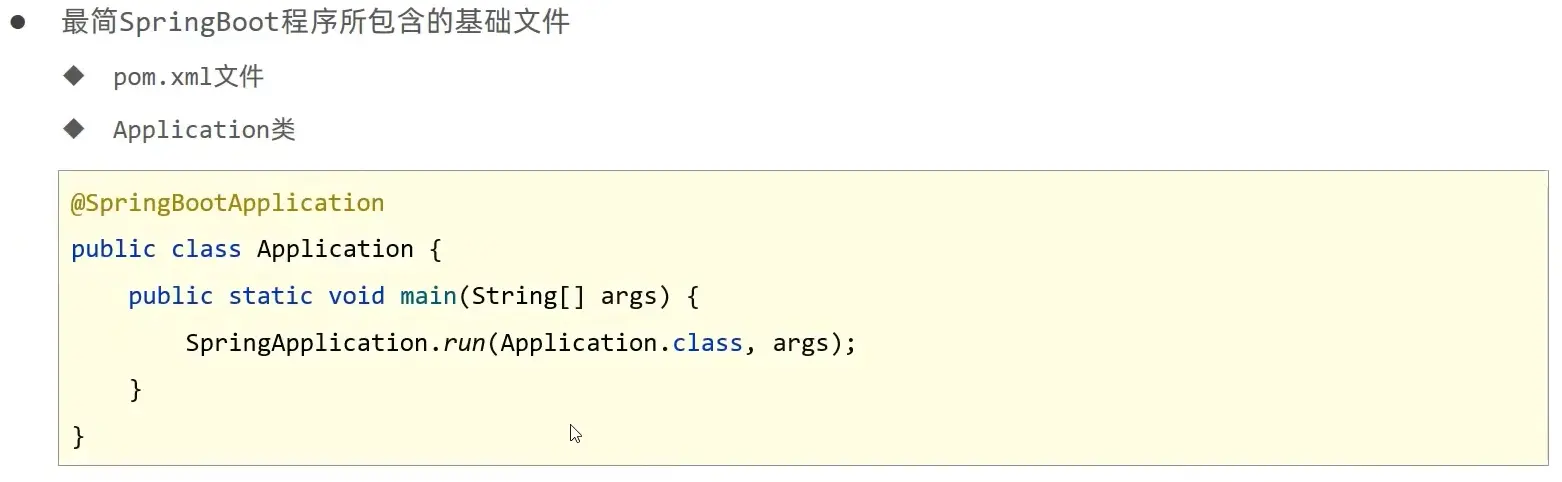 ● 最简SpringBoot程序所包含的基础文件
◆ pom.xml文件
◆ Application类
@SpringBootApplication
public class Application {
    public static void main(String[] args) {
        SpringApplication.run(Application.class, args);
    }
}